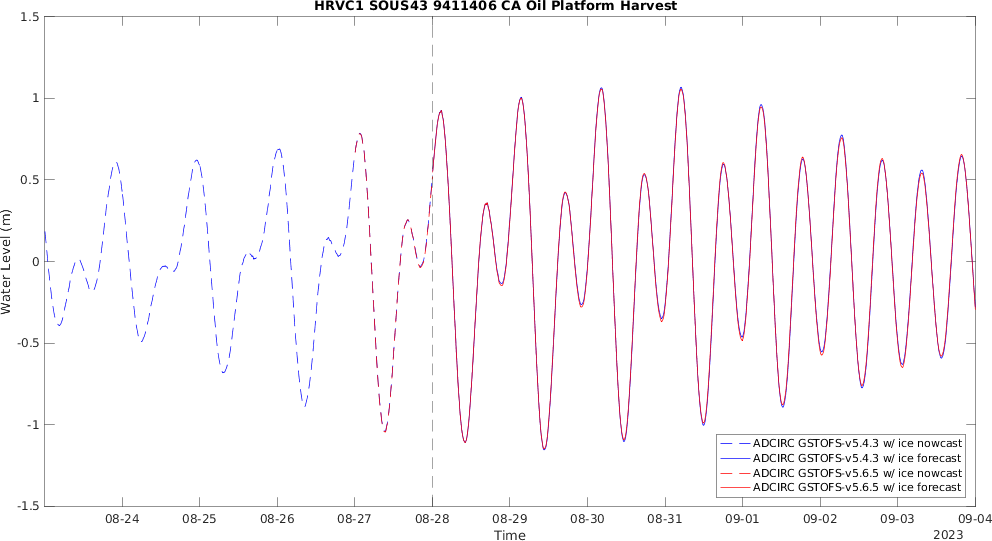 HRVC1 SOUS43 9411406 CA Oil Platform Harvest
1.5
1
0.5
0
-0.5
-1
-1.5
Water Level (m)
08-24 08-25 08-26 08-27 08-28 08-29 08-30 08-31 09-01 09-02 09-03 09-04
Time
2023
ADCIRC GSTOFS-v5.4.3 w/ ice nowcast
ADCIRC GSTOFS-v5.4.3 w/ ice forecast
ADCIRC GSTOFS-v5.6.5 w/ ice nowcast
ADCIRC GSTOFS-v5.6.5 w/ ice forecast